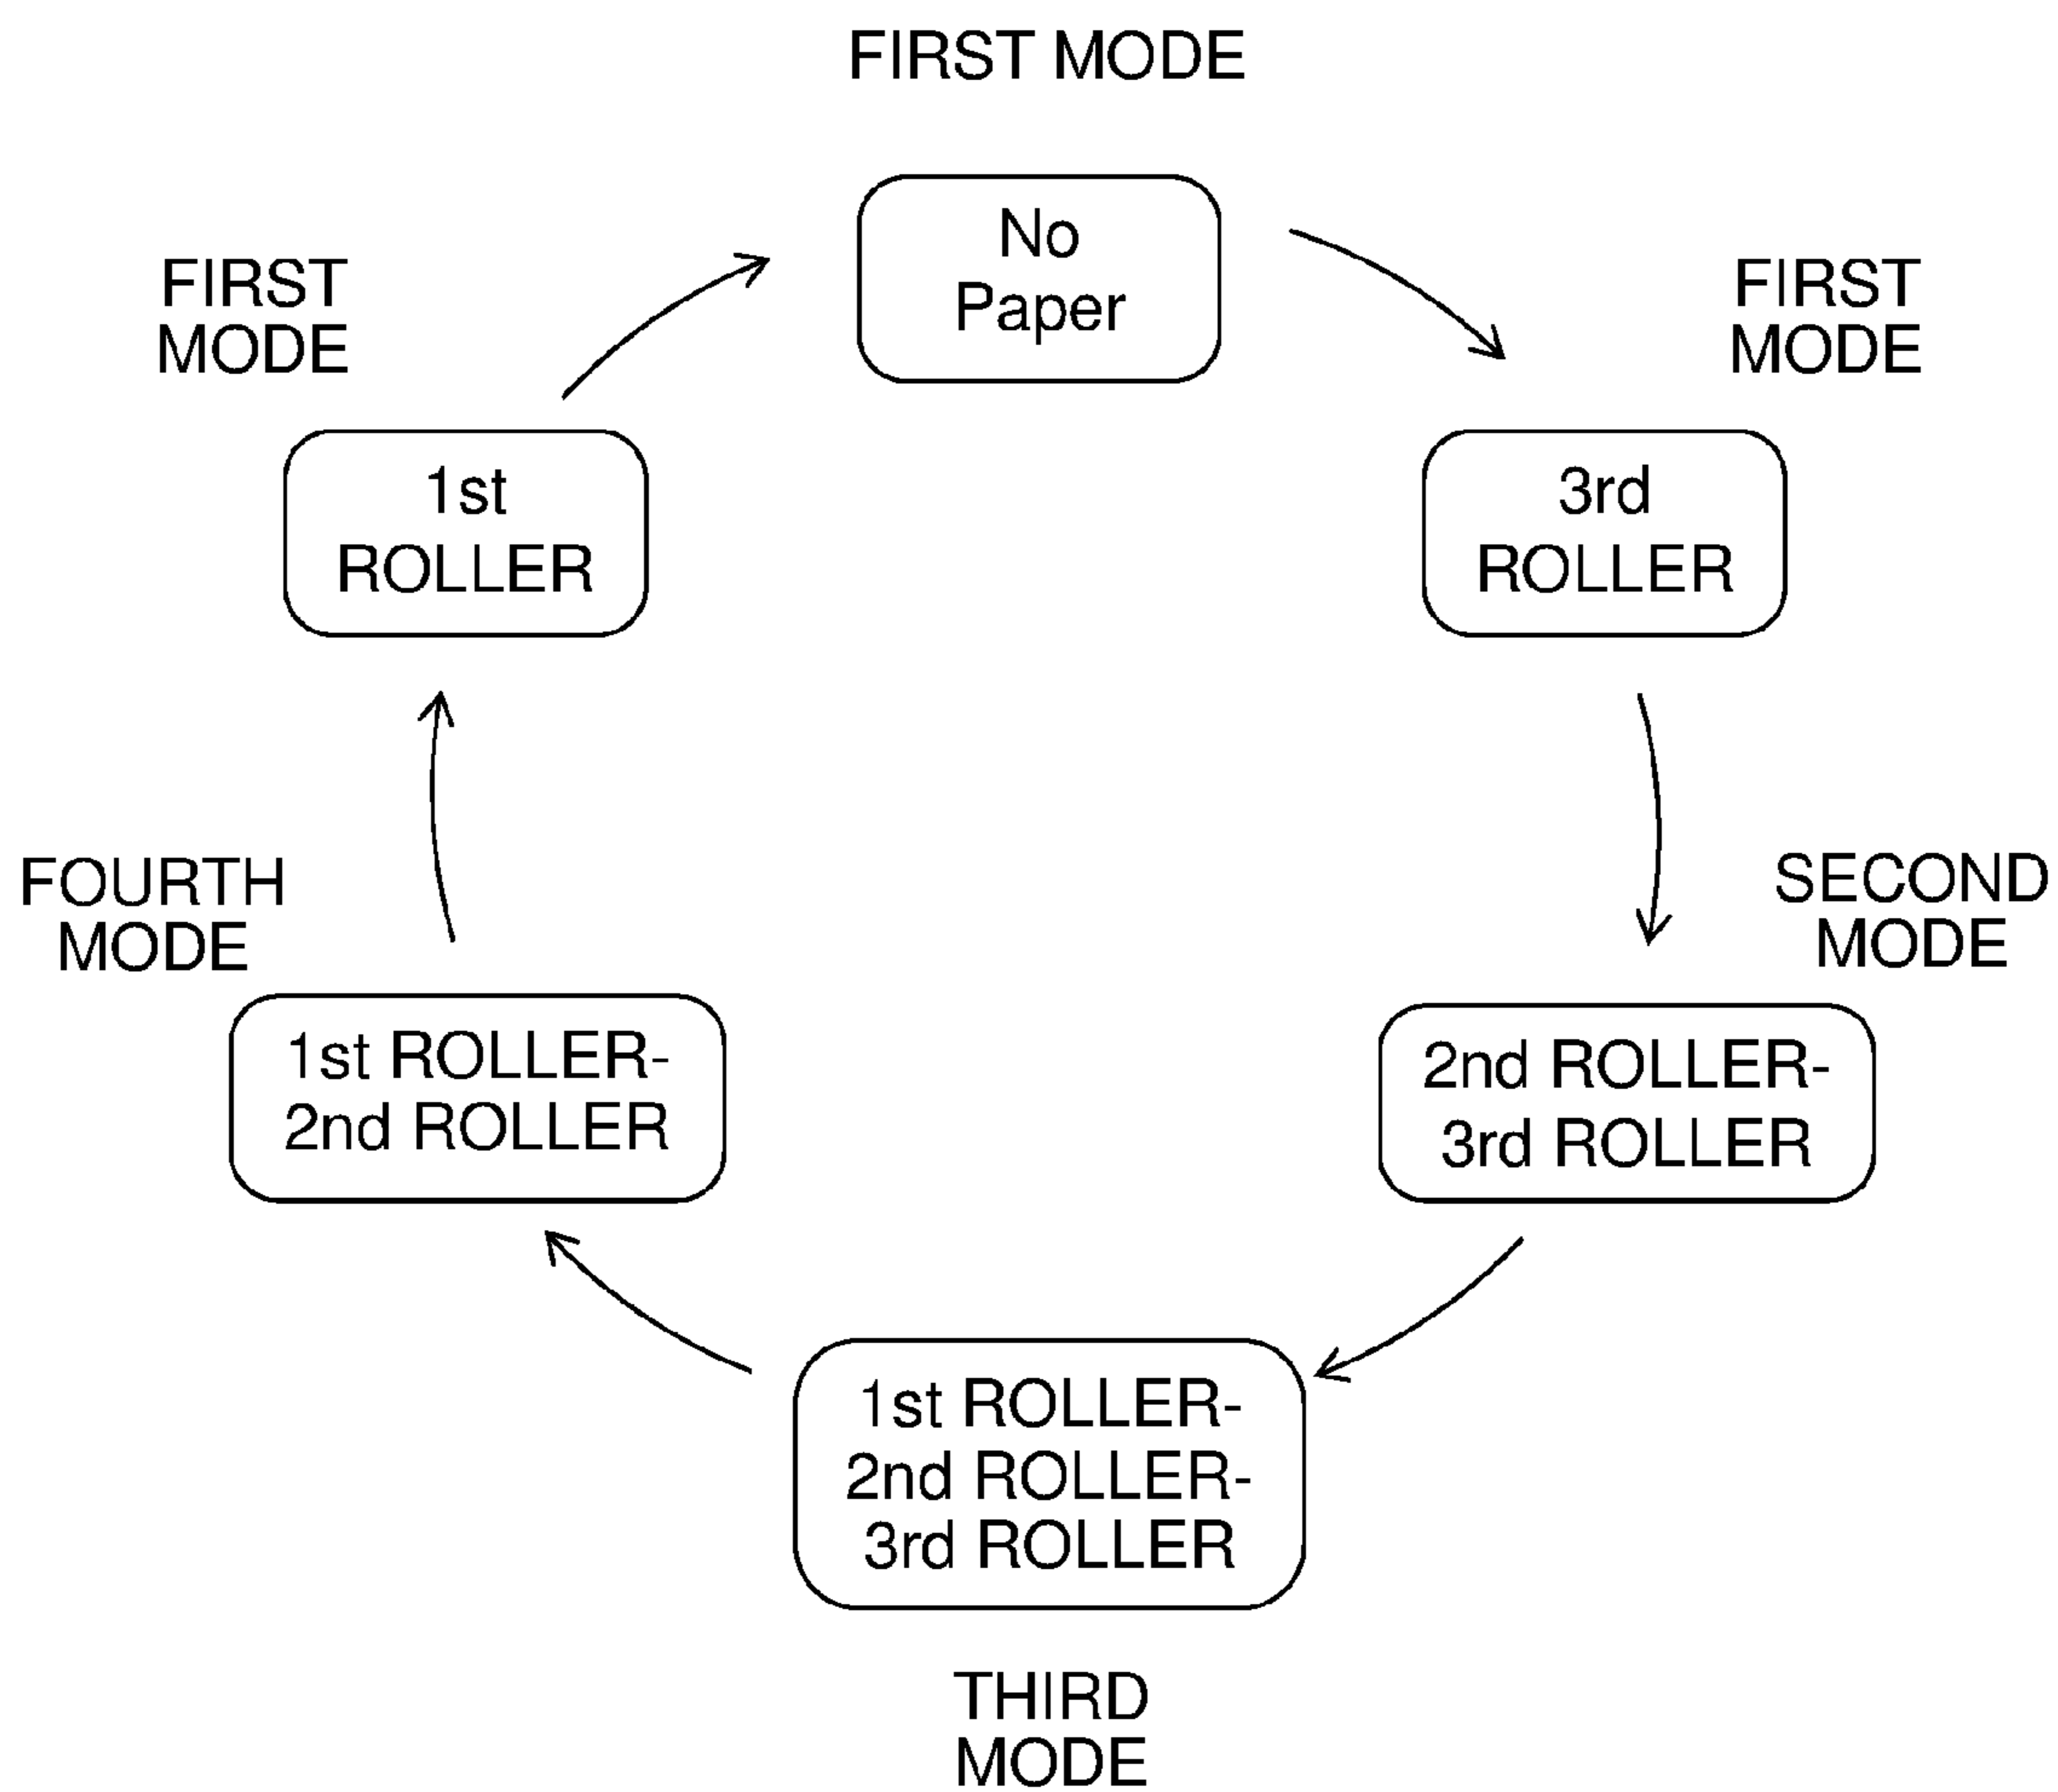 FIRST MODE
No
Paper
FIRST
MODE
3rd
ROLLER
SECOND
MODE
2nd ROLLER-
3rd ROLLER
1st ROLLER-
2nd ROLLER-
3rd ROLLER
THIRD
MODE
FOURTH
MODE
1st ROLLER-
2nd ROLLER
FIRST
MODE
1st
ROLLER